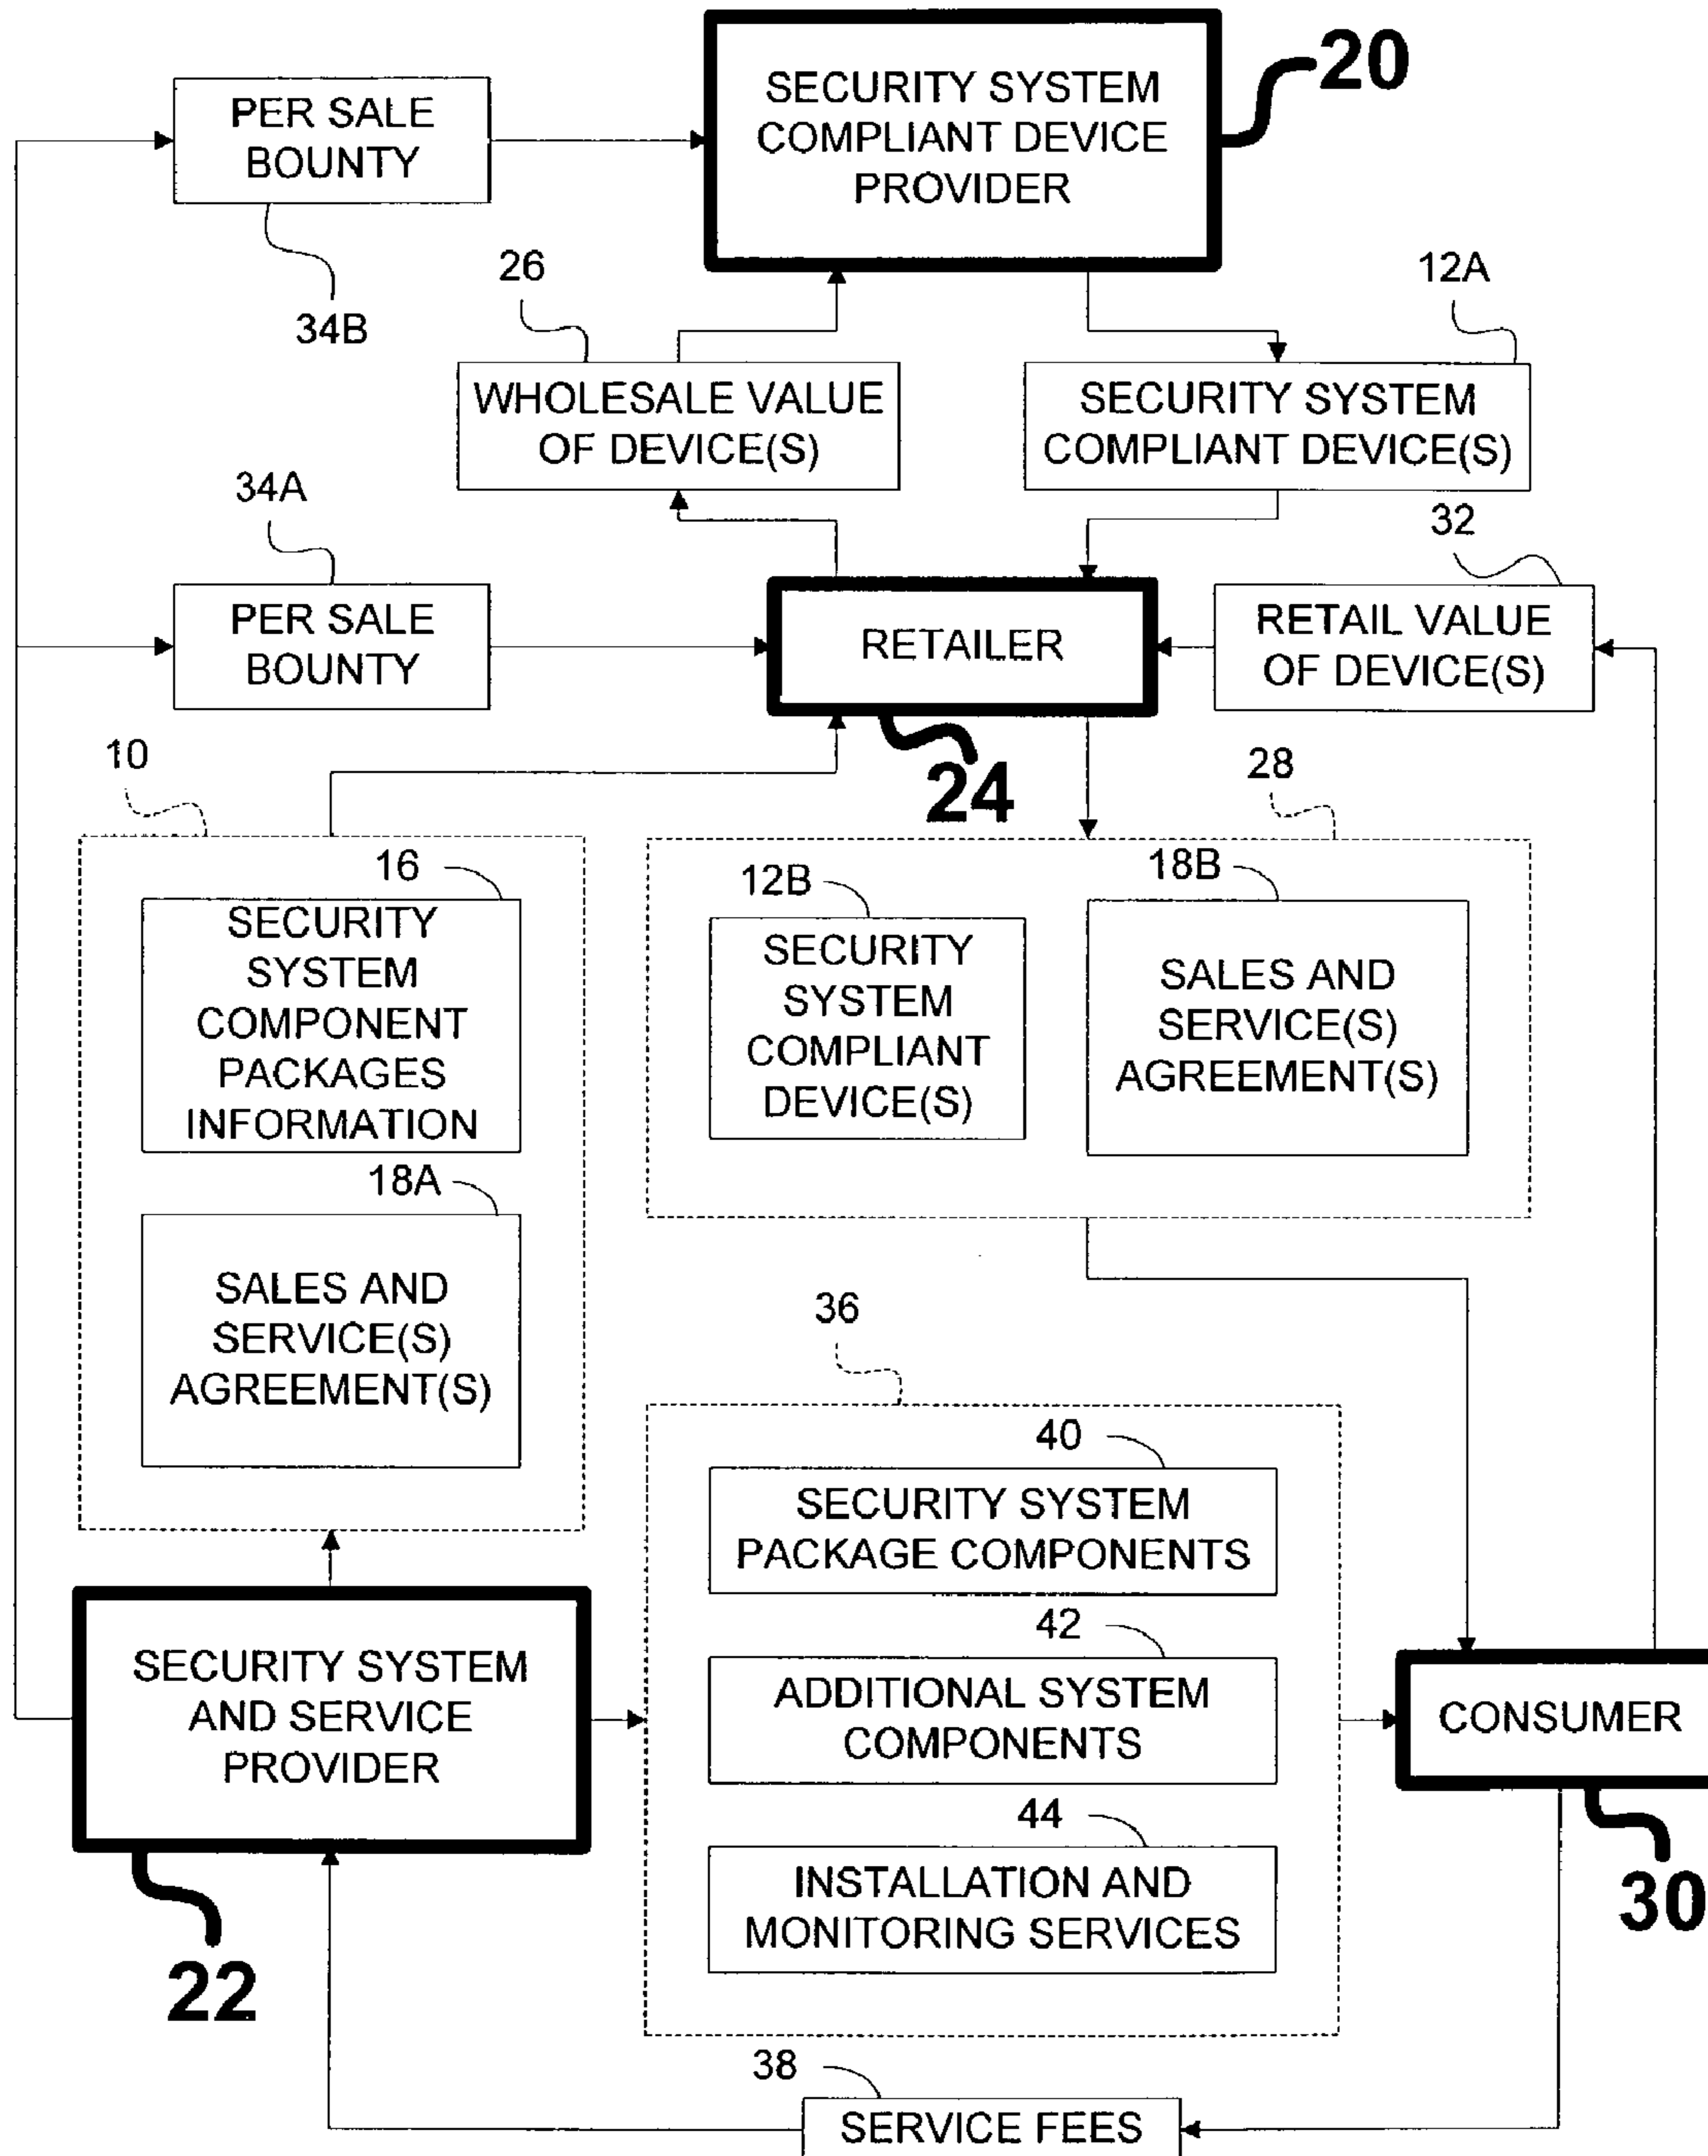 20
SECURITY SYSTEM
COMPLIANT DEVICE
PROVIDER
PER SALE
BOUNTY
34B
26
12A
WHOLESALE VALUE
OF DEVICE(S)
SECURITY SYSTEM
COMPLIANT DEVICE(S)
34A
32
PER SALE
BOUNTY
RETAILER
RETAIL VALUE
OF DEVICE(S)
24
10
28
16
SECURITY
SYSTEM
COMPONENT
PACKAGES
INFORMATION
12B
SECURITY
SYSTEM
COMPLIANT
DEVICE(S)
18B
SALES AND
SERVICE(S)
AGREEMENT(S)
18A
SALES AND
SERVICE(S)
AGREEMENT(S)
36
40
SECURITY SYSTEM
PACKAGE COMPONENTS
42
ADDITIONAL SYSTEM
COMPONENTS
44
INSTALLATION AND
MONITORING SERVICES
SECURITY SYSTEM
AND SERVICE
PROVIDER
22
CONSUMER
30
38
SERVICE FEES